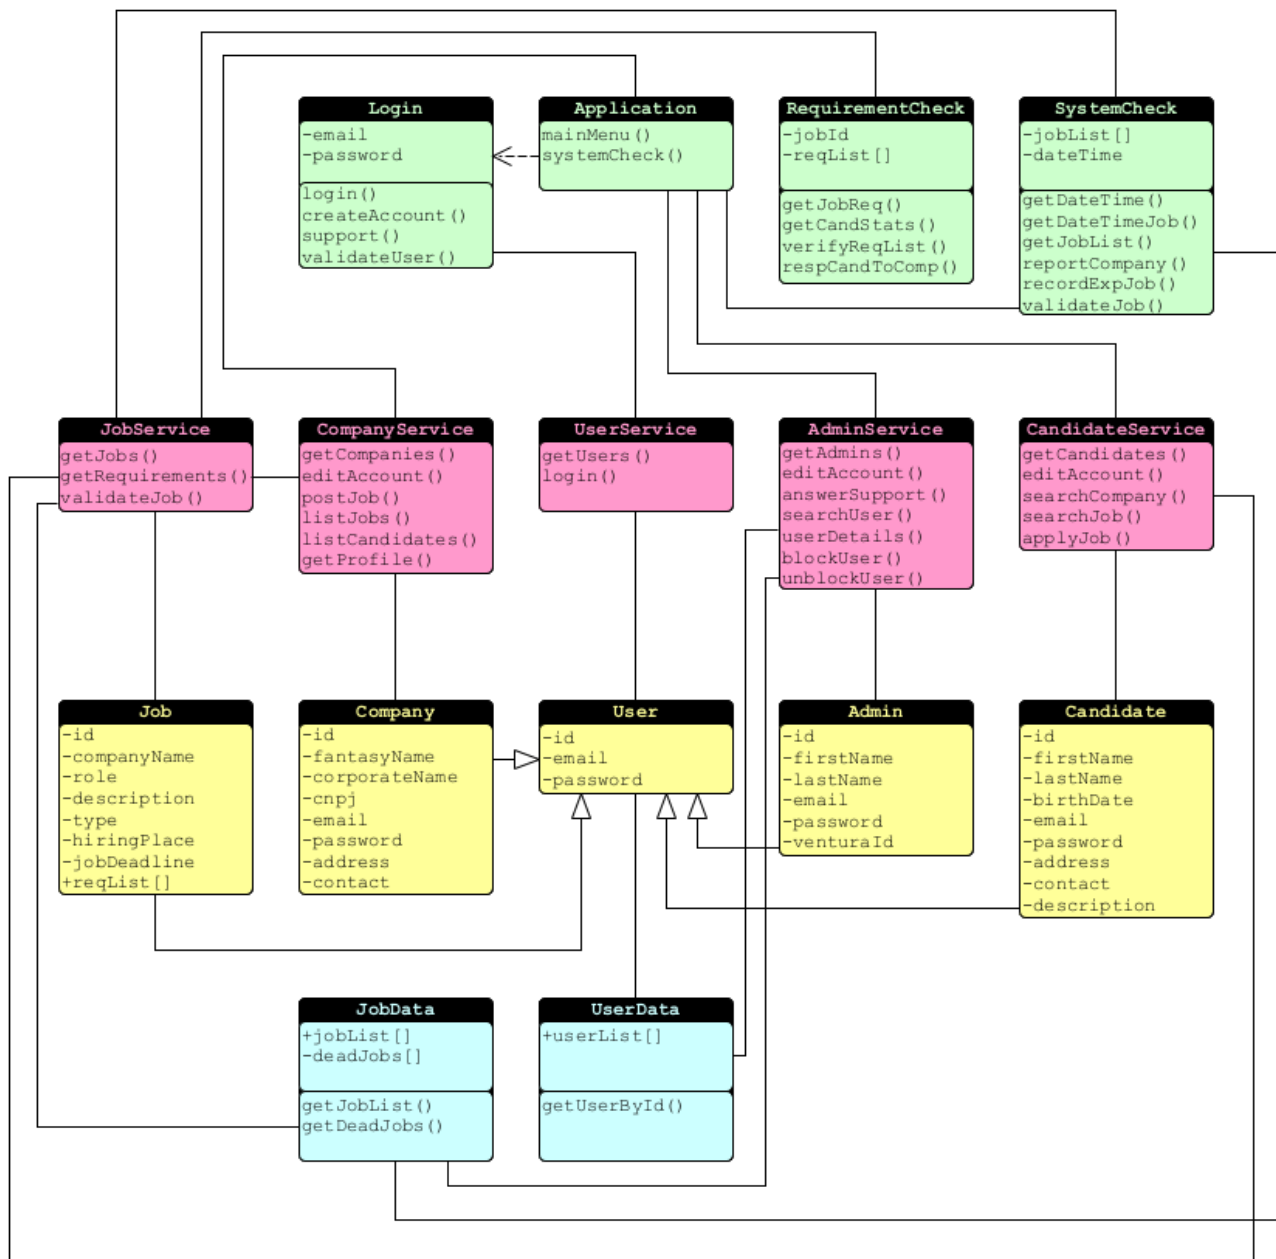 Login
-email
-password
login()
createAccount()
support()
validateUser()
Application
mainMenu()
systemCheck()
RequirementCheck
-jobId
-reqList[]
getJobReq()
getCandStats()
verifyReqList()
respCandToComp()
SystemCheck
-jobList[]
-dateTime
getDateTime()
getDateTimeJob()
getJobList()
reportCompany()
recordExpJob()
validateJob()
JobService
getJobs()
getRequirements()
validateJob()
CompanyService
getCompanies()
editAccount()
postJob()
listJobs()
listCandidates()
getProfile()
UserService
getUsers()
login()
AdminService
getAdmins()
editAccount()
answerSupport()
searchUser()
userDetails()
blockUser()
unblockUser()
CandidateService
getCandidates()
editAccount()
searchCompany()
searchJob()
applyJob()
Job
-id
-companyName
-role
-description
-type
-hiringPlace
-jobDeadline
+reqList[]
Company
-id
-fantasyName
-corporateName
-cnpj
-email
-password
-address
-contact
User
-id
-email
-password
Admin
-id
-firstName
-lastName
-email
-password
-venturaId
Candidate
-id
-firstName
-lastName
-birthDate
-email
-password
-address
-contact
-description
JobData
+jobList[]
-deadJobs[]
getJobList()
getDeadJobs()
UserData
+userList[]
getUserById()